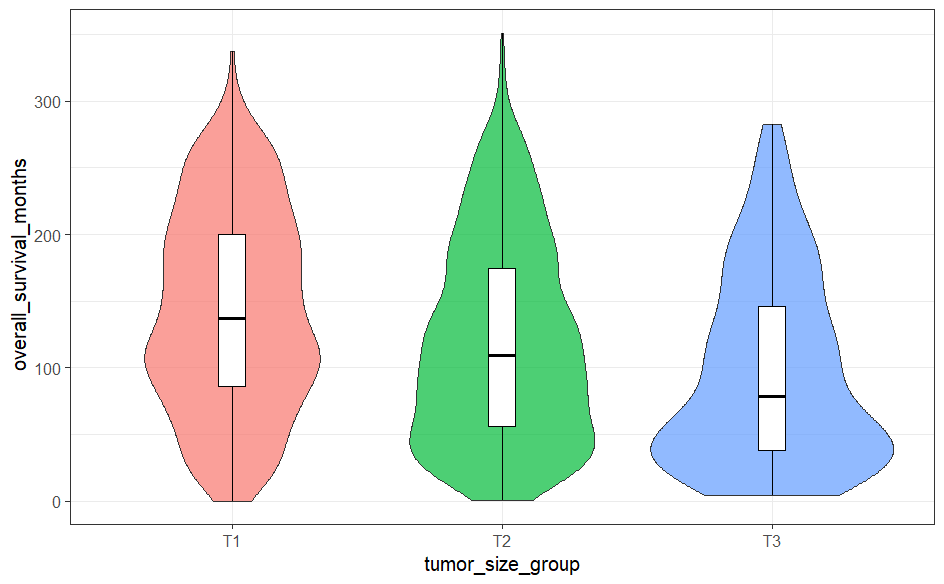 overall_survival_months
300
200
100
0
T1 T2 T3
tumor_size_group